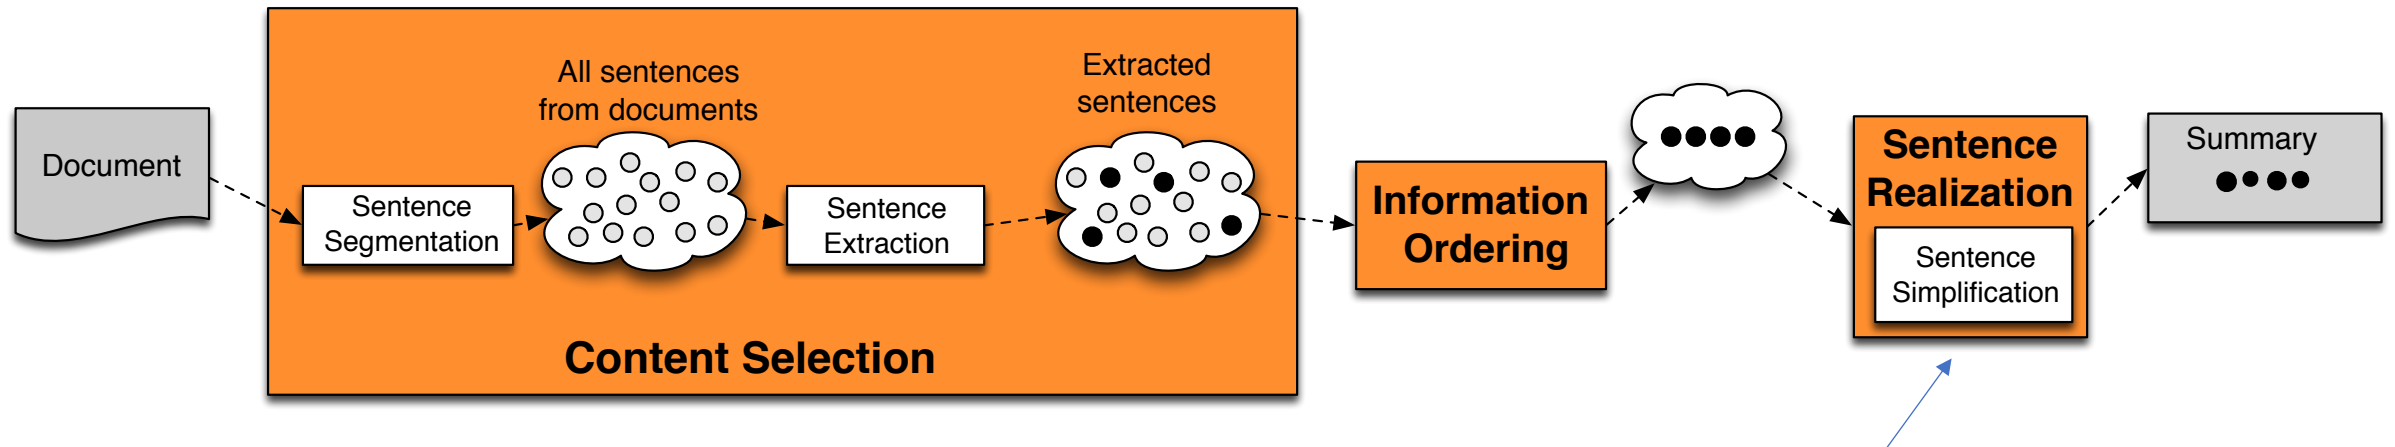 Document
Sentence
Segmentation
All sentences
from documents
Sentence
Extraction
Extracted
sentences
Content Selection
Information
Ordering
Sentence
Realization
Sentence
Simplification
Summary